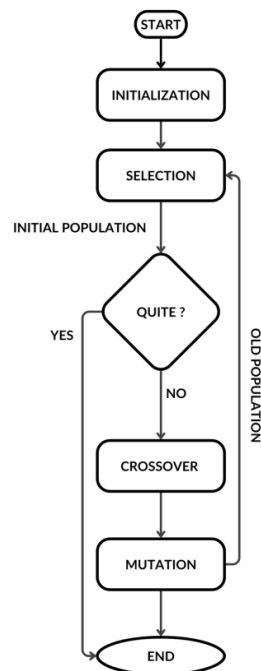 START
INITIALIZATION
SELECTION
INITIAL POPULATION
QUITE ?
YES
OLD POPULATION
NO
CROSSOVER
MUTATION
END